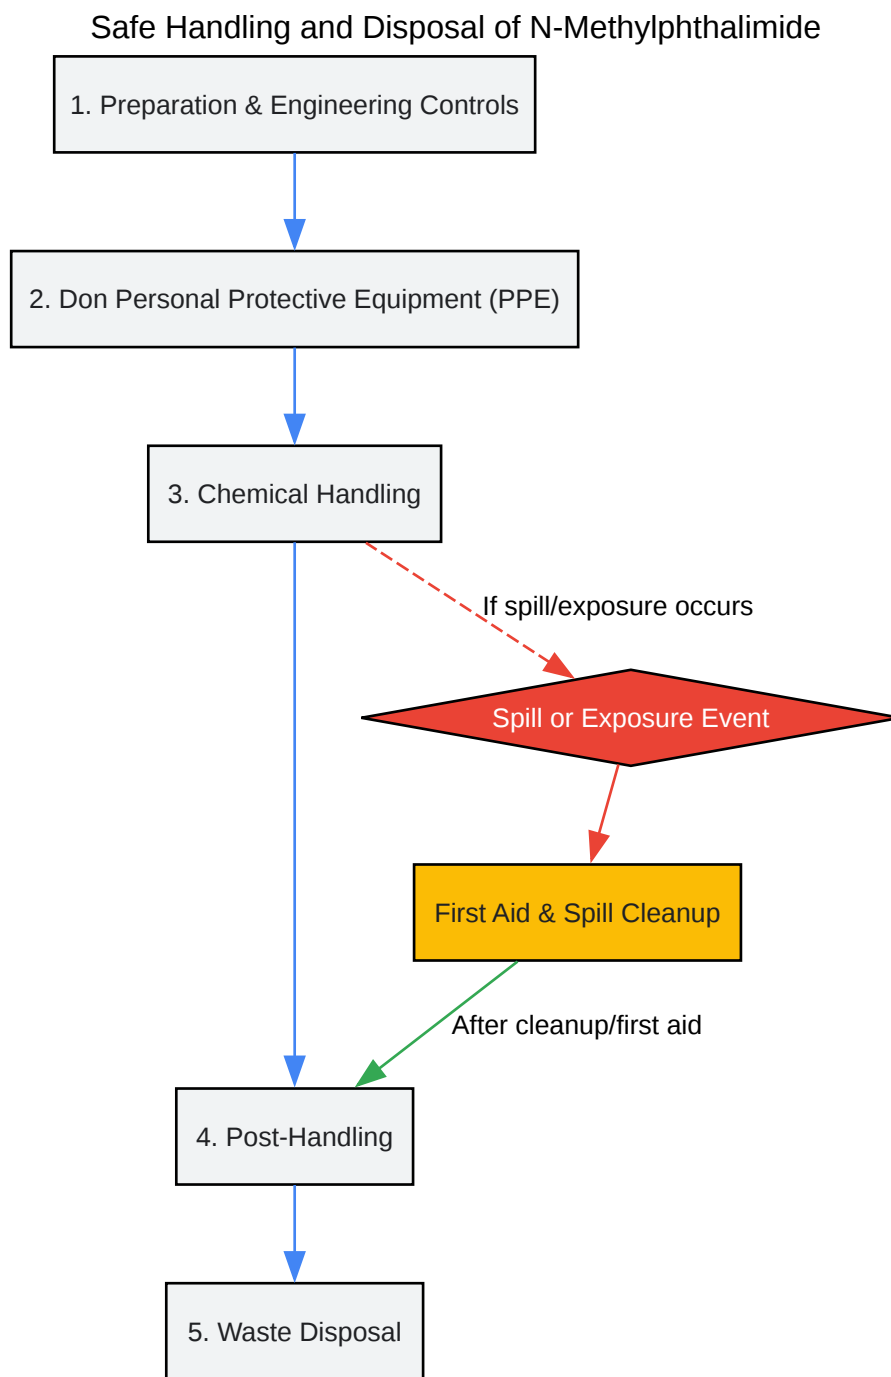 Safe Handling and Disposal of N-Methylphthalimide
1. Preparation & Engineering Controls
2. Don Personal Protective Equipment (PPE)
3. Chemical Handling
If spill/exposure occurs
Spill or Exposure Event
First Aid & Spill Cleanup
After cleanup/first aid
4. Post-Handling
5. Waste Disposal